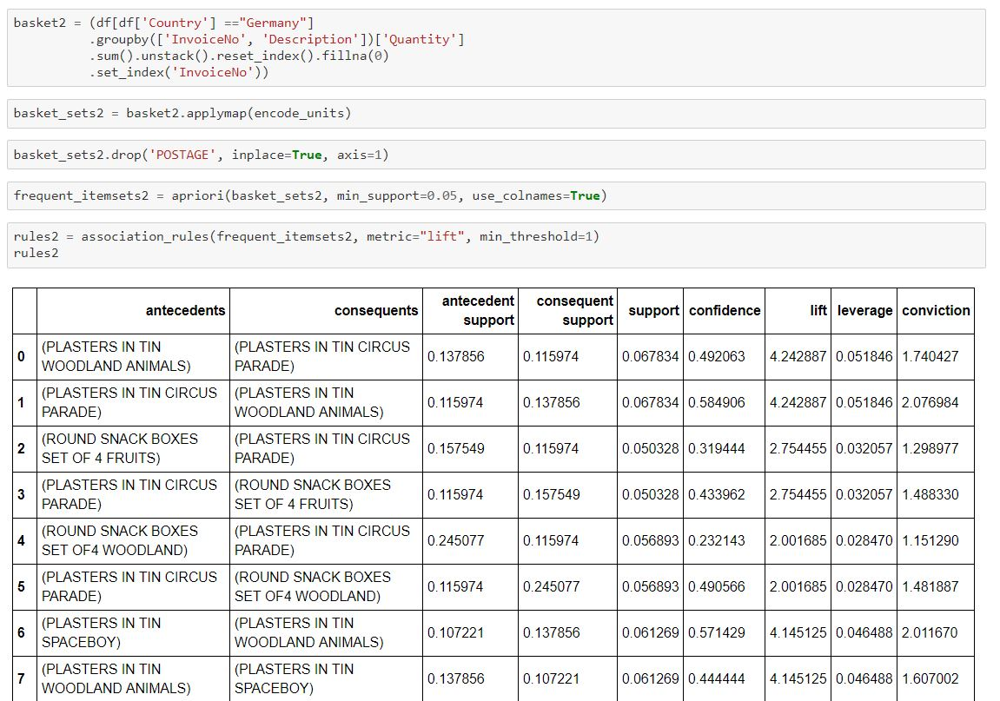 basket2 = (df[df['Country'] =="Germany"]
.groupby(['InvoiceNo', 'Description'])['Quantity']
.sum().unstack().reset_index().fillna(0)
.set_index('InvoiceNo'))
basket_sets2 = basket2.applymap(encode_units)
basket_sets2.drop('POSTAGE', inplace=True, axis=1)
frequent_itemsets2 = apriori(basket_sets2, min_support=0.05, use_colnames=True)
rules2 = association_rules(frequent_itemsets2, metric="lift", min_threshold=1)
rules2
antecedents consequents antecedent support consequent support support confidence lift leverage conviction
0 (PLASTERS IN TIN WOODLAND ANIMALS) (PLASTERS IN TIN CIRCUS PARADE) 0.137856 0.115974 0.067834 0.492063 4.242887 0.051846 1.740427
1 (PLASTERS IN TIN CIRCUS PARADE) (PLASTERS IN TIN WOODLAND ANIMALS) 0.115974 0.137856 0.067834 0.584906 4.242887 0.051846 2.076984
2 (ROUND SNACK BOXES SET OF 4 FRUITS) (PLASTERS IN TIN CIRCUS PARADE) 0.157549 0.115974 0.050328 0.319444 2.754455 0.032057 1.298977
3 (PLASTERS IN TIN CIRCUS PARADE) (ROUND SNACK BOXES SET OF 4 FRUITS) 0.115974 0.157549 0.050328 0.433962 2.754455 0.032057 1.488330
4 (ROUND SNACK BOXES SET OF4 WOODLAND) (PLASTERS IN TIN CIRCUS PARADE) 0.245077 0.115974 0.056893 0.232143 2.001685 0.028470 1.151290
5 (PLASTERS IN TIN CIRCUS PARADE) (ROUND SNACK BOXES SET OF4 WOODLAND) 0.115974 0.245077 0.056893 0.490566 2.001685 0.028470 1.481887
6 (PLASTERS IN TIN SPACEBOY) (PLASTERS IN TIN WOODLAND ANIMALS) 0.107221 0.137856 0.061269 0.571429 4.145125 0.046488 2.011670
7 (PLASTERS IN TIN WOODLAND ANIMALS) (PLASTERS IN TIN SPACEBOY) 0.137856 0.107221 0.061269 0.444444 4.145125 0.046488 1.607002